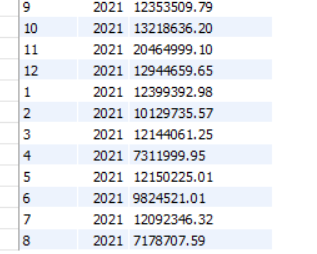 9 2021 12353509.79
10 2021 13218636.20
11 2021 20464999.10
12 2021 12944659.65
1 2021 12399392.98
2 2021 10129735.57
3 2021 12144061.25
4 2021 7311999.95
5 2021 12150225.01
6 2021 9824521.01
7 2021 12092346.32
8 2021 7178707.59